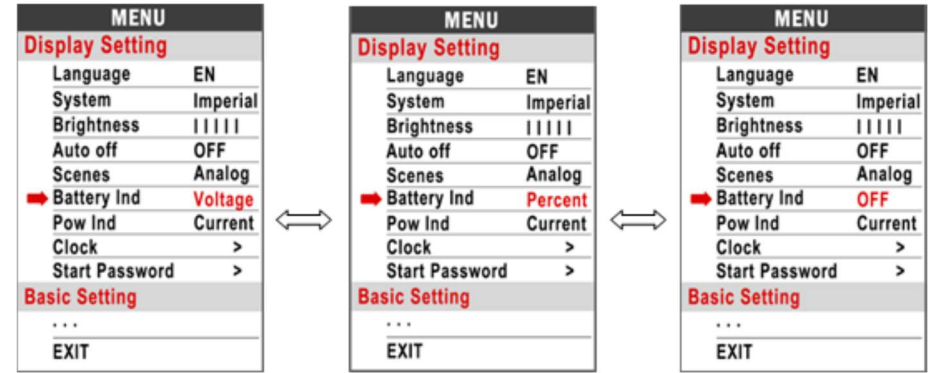 MENU
Display Setting
Language EN
System Imperial
Brightness | | | | |
Auto off OFF
Scenes Analog
Battery Ind Voltage
Pow Ind Current
Clock >
Start Password >
Basic Setting
. . .
EXIT
MENU
Display Setting
Language EN
System Imperial
Brightness | | | | |
Auto off OFF
Scenes Analog
Battery Ind Percent
Pow Ind Current
Clock >
Start Password >
Basic Setting
. . .
EXIT
MENU
Display Setting
Language EN
System Imperial
Brightness | | | | |
Auto off OFF
Scenes Analog
Battery Ind OFF
Pow Ind Current
Clock >
Start Password >
Basic Setting
. . .
EXIT